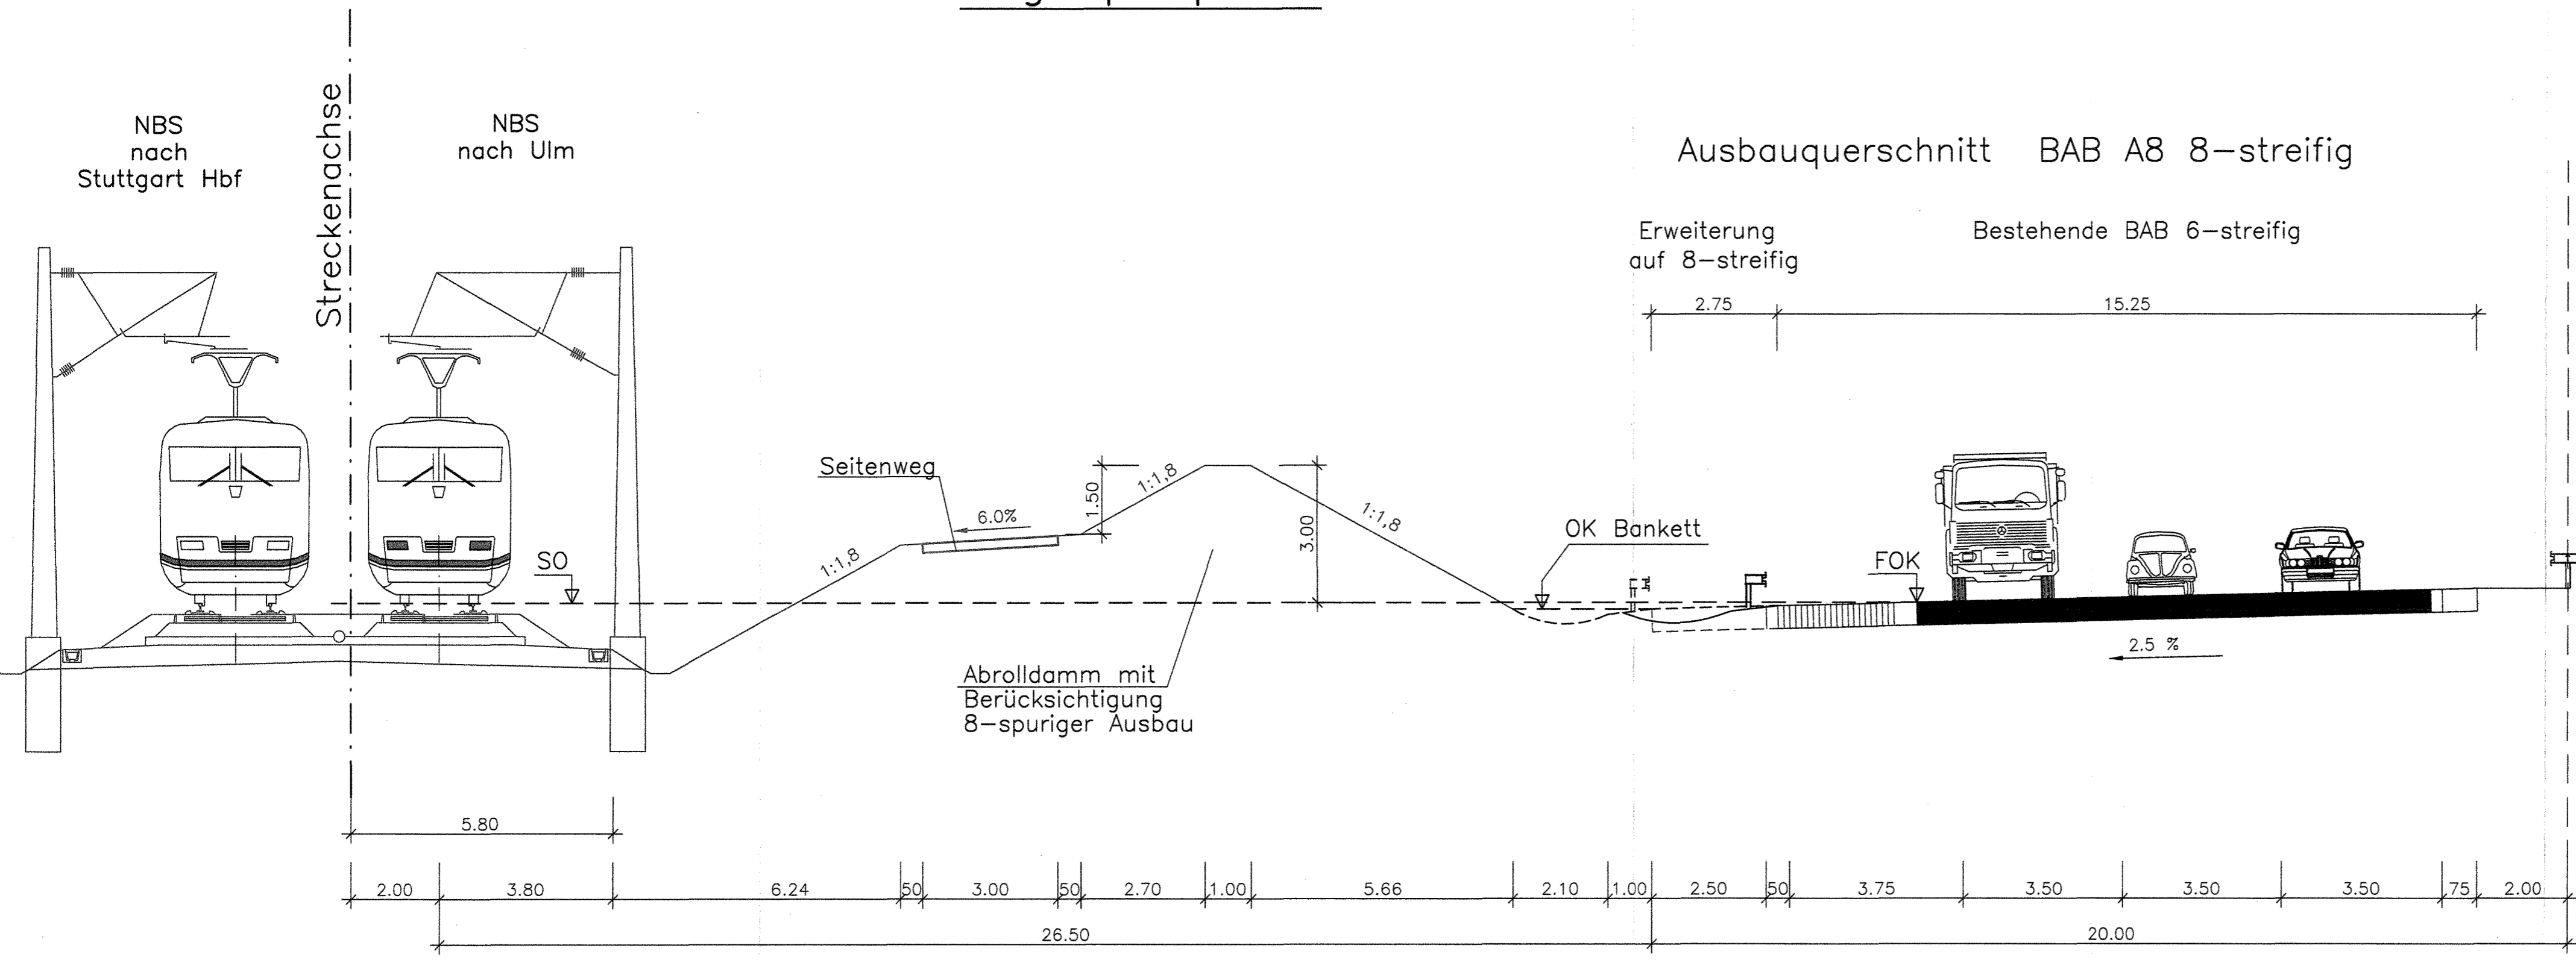 NBS
nach
Stuttgart Hbf
Streckenachse
NBS
nach Ulm
Ausbauquerschnitt BAB A8 8-streifig
Erweiterung
auf 8-streifig
Bestehende BAB 6-streifig
2.75
15.25
Seitenweg
6.0%
1:1,8
1.50
1:1,8
3.00
1:1,8
SO
OK Bankett
FOK
2.5 %
Abrolldamm mit
Berücksichtigung
8-spuriger Ausbau
5.80
2.00 3.80 6.24 50 3.00 50 2.70 1.00 5.66 2.10 1.00 2.50 50 3.75 3.50 3.50 3.50 75 2.00
26.50 20.00